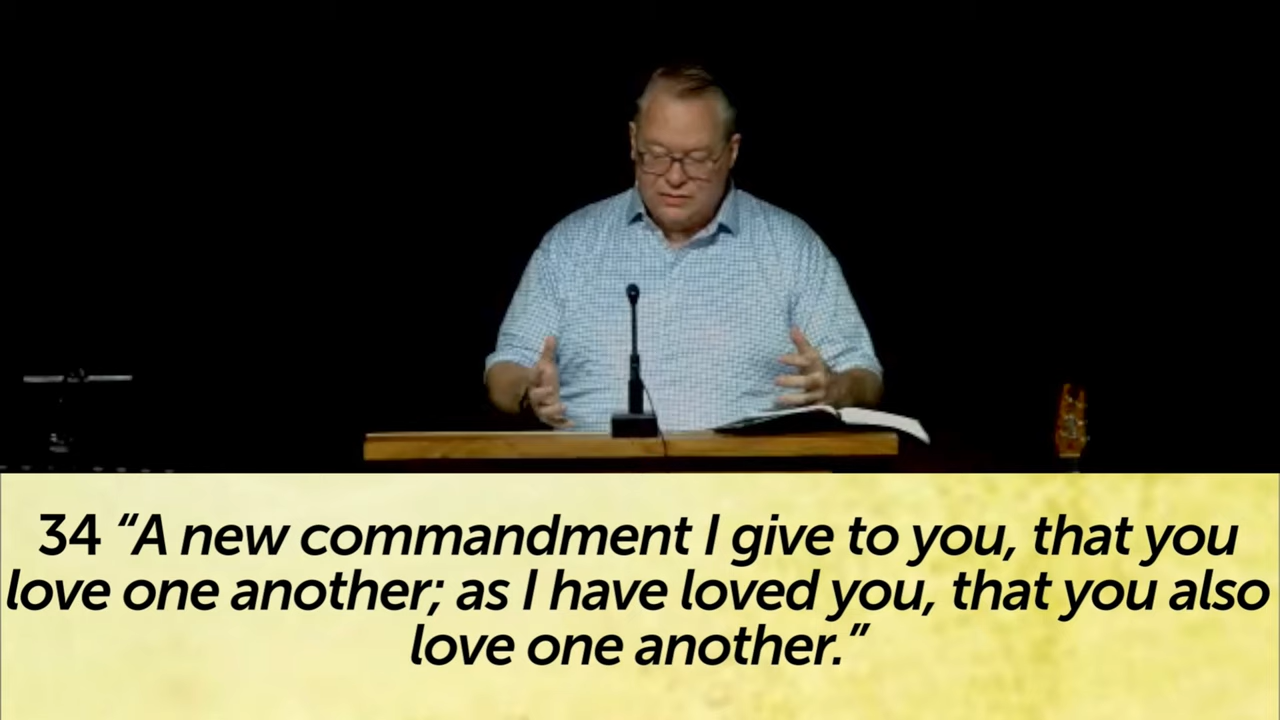 34 “A new commandment I give to you, that you
love one another; as I have loved you, that you also
love one another.”